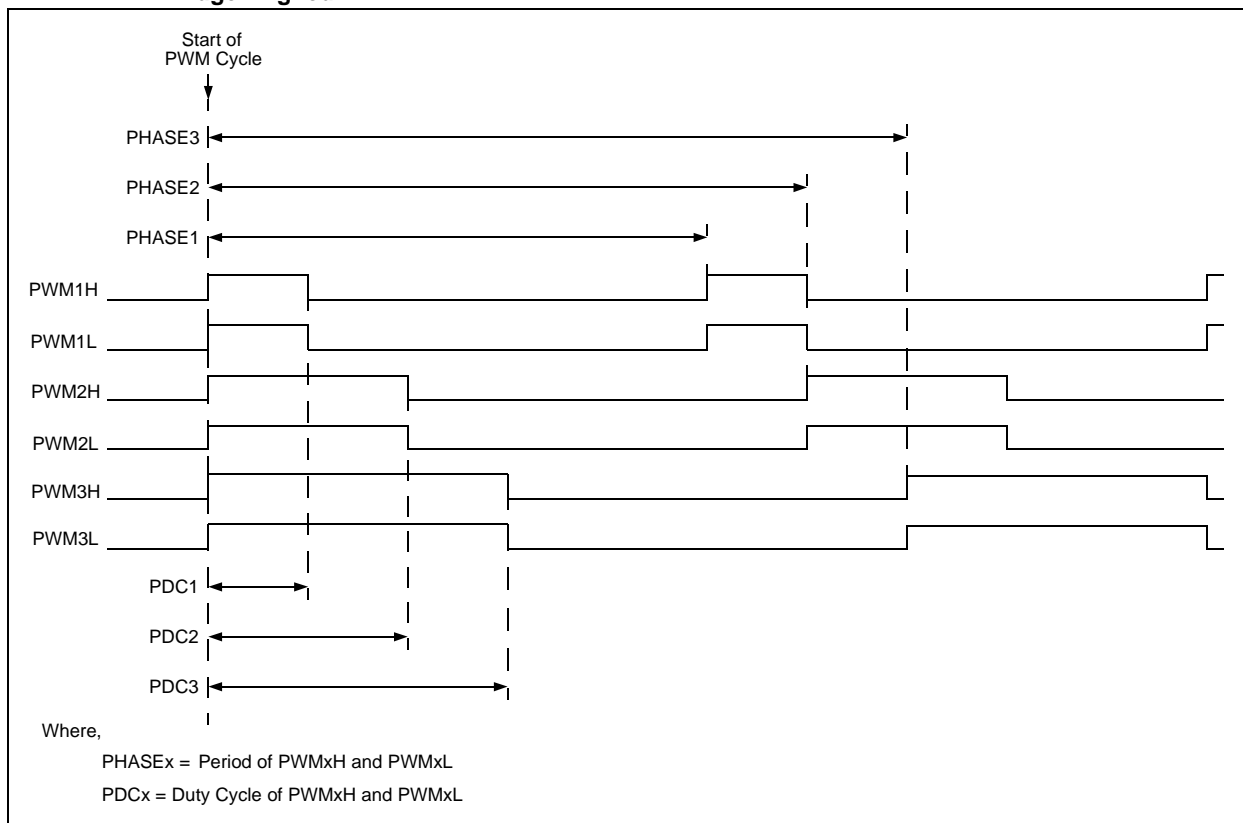 Start of
PWM Cycle
PHASE3
PHASE2
PHASE1
PWM1H
PWM1L
PWM2H
PWM2L
PWM3H
PWM3L
PDC1
PDC2
PDC3
Where,
PHASEx = Period of PWMxH and PWMxL
PDCx = Duty Cycle of PWMxH and PWMxL